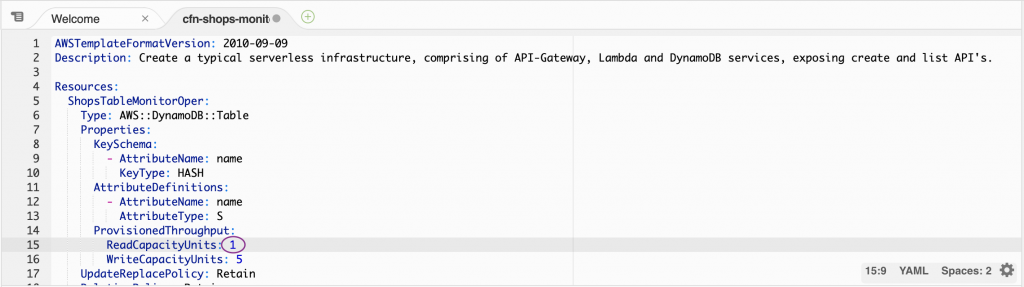 Welcome × cfn-shops-monit
1 AWSTemplateFormatVersion: 2010-09-09
2 Description: Create a typical serverless infrastructure, comprising of API-Gateway, Lambda and DynamoDB services, exposing create and list API's.
3
4 Resources:
5 ShopsTableMonitorOper:
6 Type: AWS::DynamoDB::Table
7 Properties:
8 KeySchema:
9 - AttributeName: name
10 KeyType: HASH
11 AttributeDefinitions:
12 - AttributeName: name
13 AttributeType: S
14 ProvisionedThroughput:
15 ReadCapacityUnits: 1
16 WriteCapacityUnits: 5
17 UpdateReplacePolicy: Retain
15:9 YAML Spaces: 2